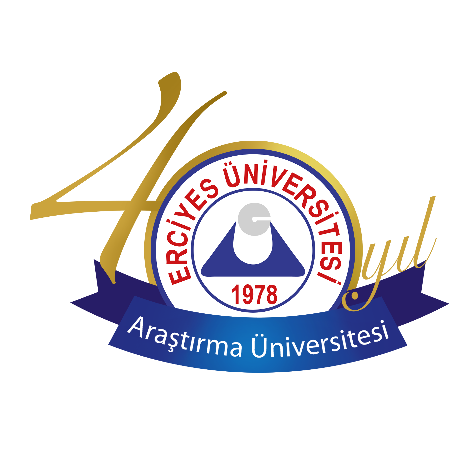 40
yıl
ERCİYES ÜNİVERSİTESİ
1978
Araştırma Üniversitesi